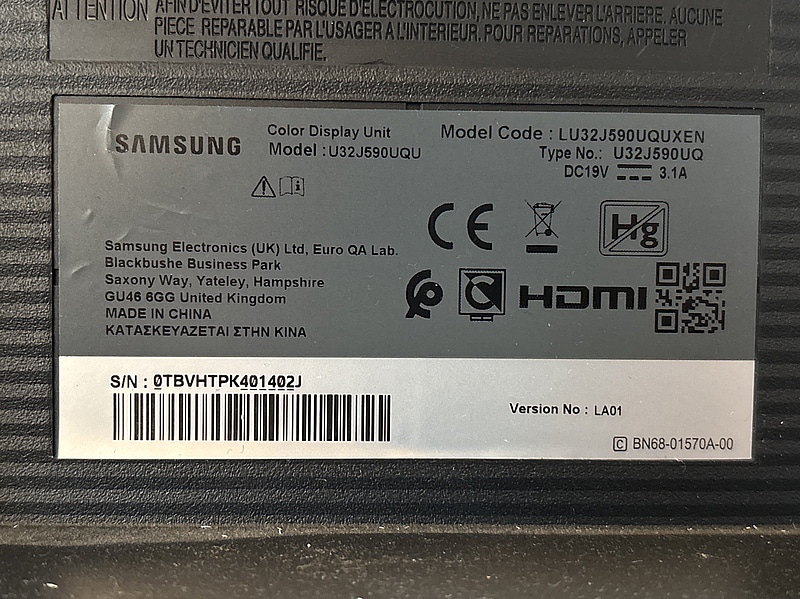 ATTENTION AFIN D'EVITER TOUT RISQUE D'ELECTROCUTION, NE PAS ENLEVER L'ARRIERE. AUCUNE
PIECE REPARABLE PAR L'USAGER A L'INTERIEUR. POUR REPARATIONS, APPELER
UN TECHNICIEN QUALIFIE.
SAMSUNG
Color Display Unit
Model : U32J590UQU
Model Code : LU32J590UQUXEN
Type No.: U32J590UQ
DC19V 3.1A
CE
Hg
Samsung Electronics (UK) Ltd, Euro QA Lab.
Blackbushe Business Park
Saxony Way, Yateley, Hampshire
GU46 6GG United Kingdom
MADE IN CHINA
ΚΑΤΑΣΚΕΥΑΖΕΤΑΙ ΣΤΗΝ ΚΙΝΑ
HDMI
S/N : 0TBVHTPK401402J
Version No : LA01
C BN68-01570A-00